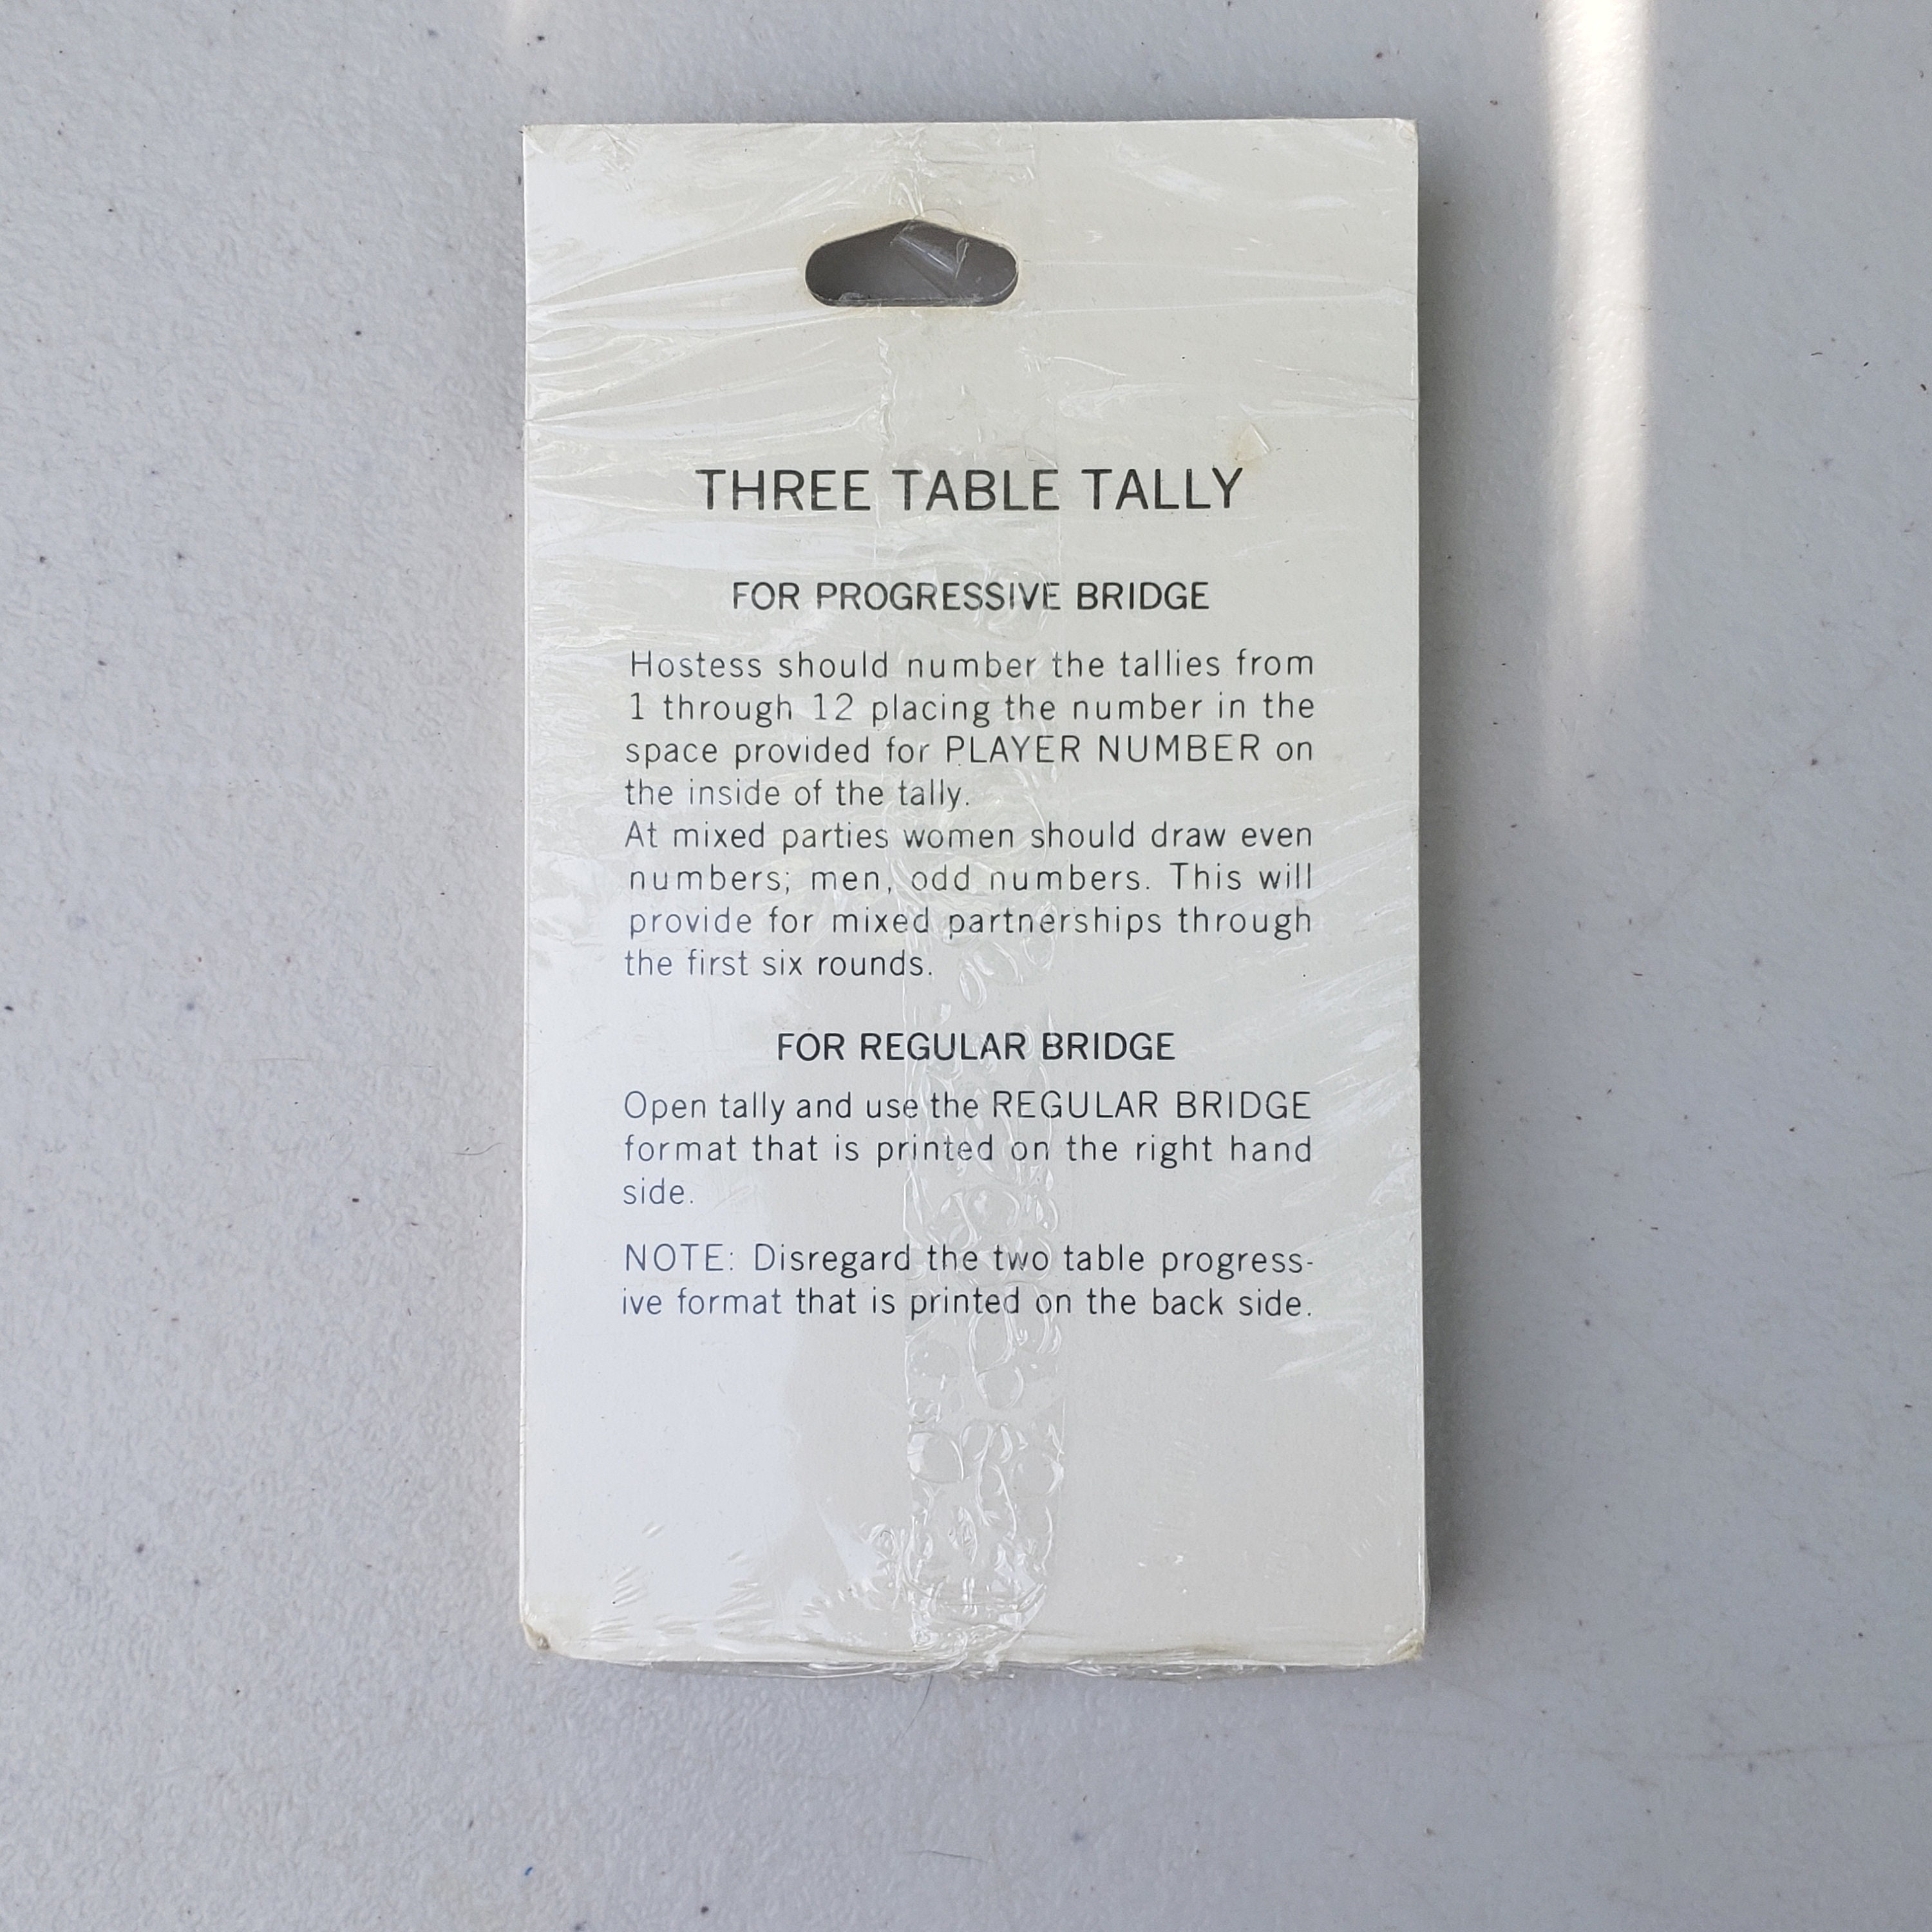 THREE TABLE TALLY
FOR PROGRESSIVE BRIDGE
Hostess should number the tallies from
1 through 12 placing the number in the
space provided for PLAYER NUMBER on
the inside of the tally.
At mixed parties women should draw even
numbers; men, odd numbers. This will
provide for mixed partnerships through
the first six rounds.
FOR REGULAR BRIDGE
Open tally and use the REGULAR BRIDGE
format that is printed on the right hand
side.
NOTE: Disregard the two table progress-
ive format that is printed on the back side.